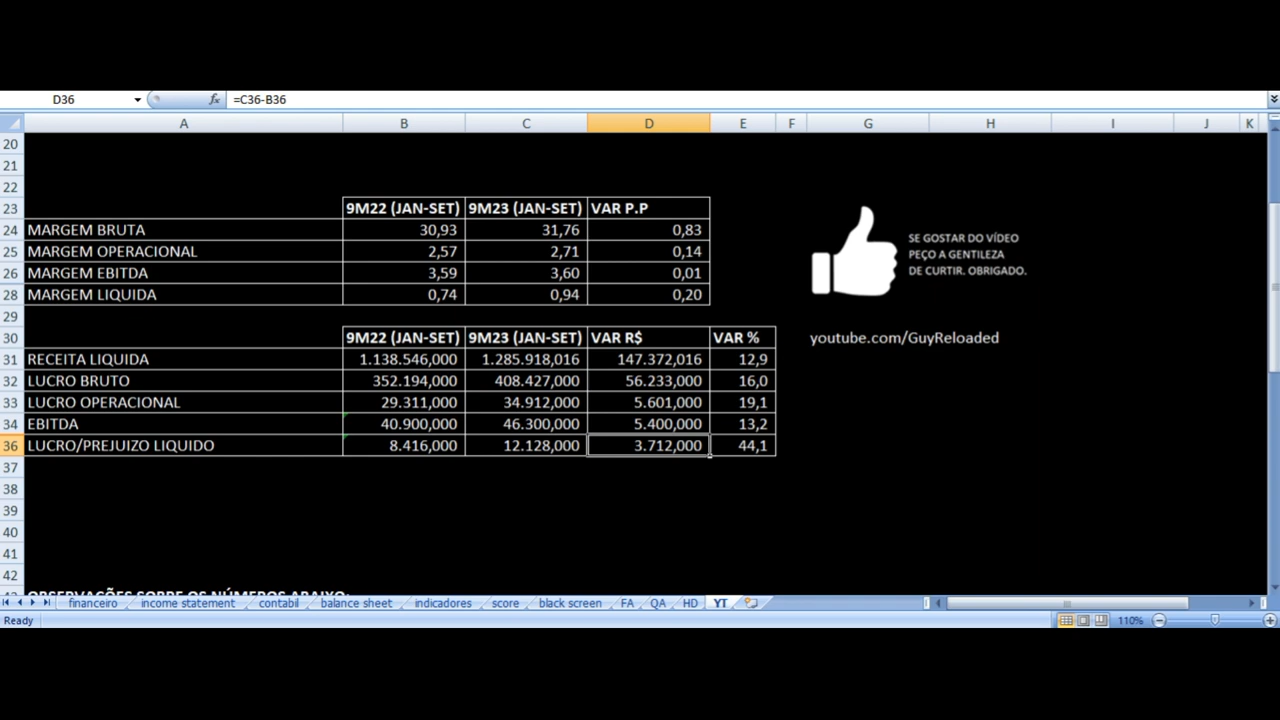 D36 fx =C36-B36
A B C D E F G H I J K
20
21
22
23 9M22 (JAN-SET) 9M23 (JAN-SET) VAR P.P
24 MARGEM BRUTA 30,93 31,76 0,83
25 MARGEM OPERACIONAL 2,57 2,71 0,14
26 MARGEM EBITDA 3,59 3,60 0,01
28 MARGEM LIQUIDA 0,74 0,94 0,20
SE GOSTAR DO VÍDEO
PEÇO A GENTILEZA
DE CURTIR. OBRIGADO.
29
30 9M22 (JAN-SET) 9M23 (JAN-SET) VAR R$ VAR % youtube.com/GuyReloaded
31 RECEITA LIQUIDA 1.138.546,000 1.285.918,016 147.372,016 12,9
32 LUCRO BRUTO 352.194,000 408.427,000 56.233,000 16,0
33 LUCRO OPERACIONAL 29.311,000 34.912,000 5.601,000 19,1
34 EBITDA 40.900,000 46.300,000 5.400,000 13,2
36 LUCRO/PREJUIZO LIQUIDO 8.416,000 12.128,000 3.712,000 44,1
37
38
39
40
41
42
OBSERVAÇÕES SOBRE OS NÚMEROS ABAIXO:
financeiro income statement contabil balance sheet indicadores score black screen FA QA HD YT
Ready 110%